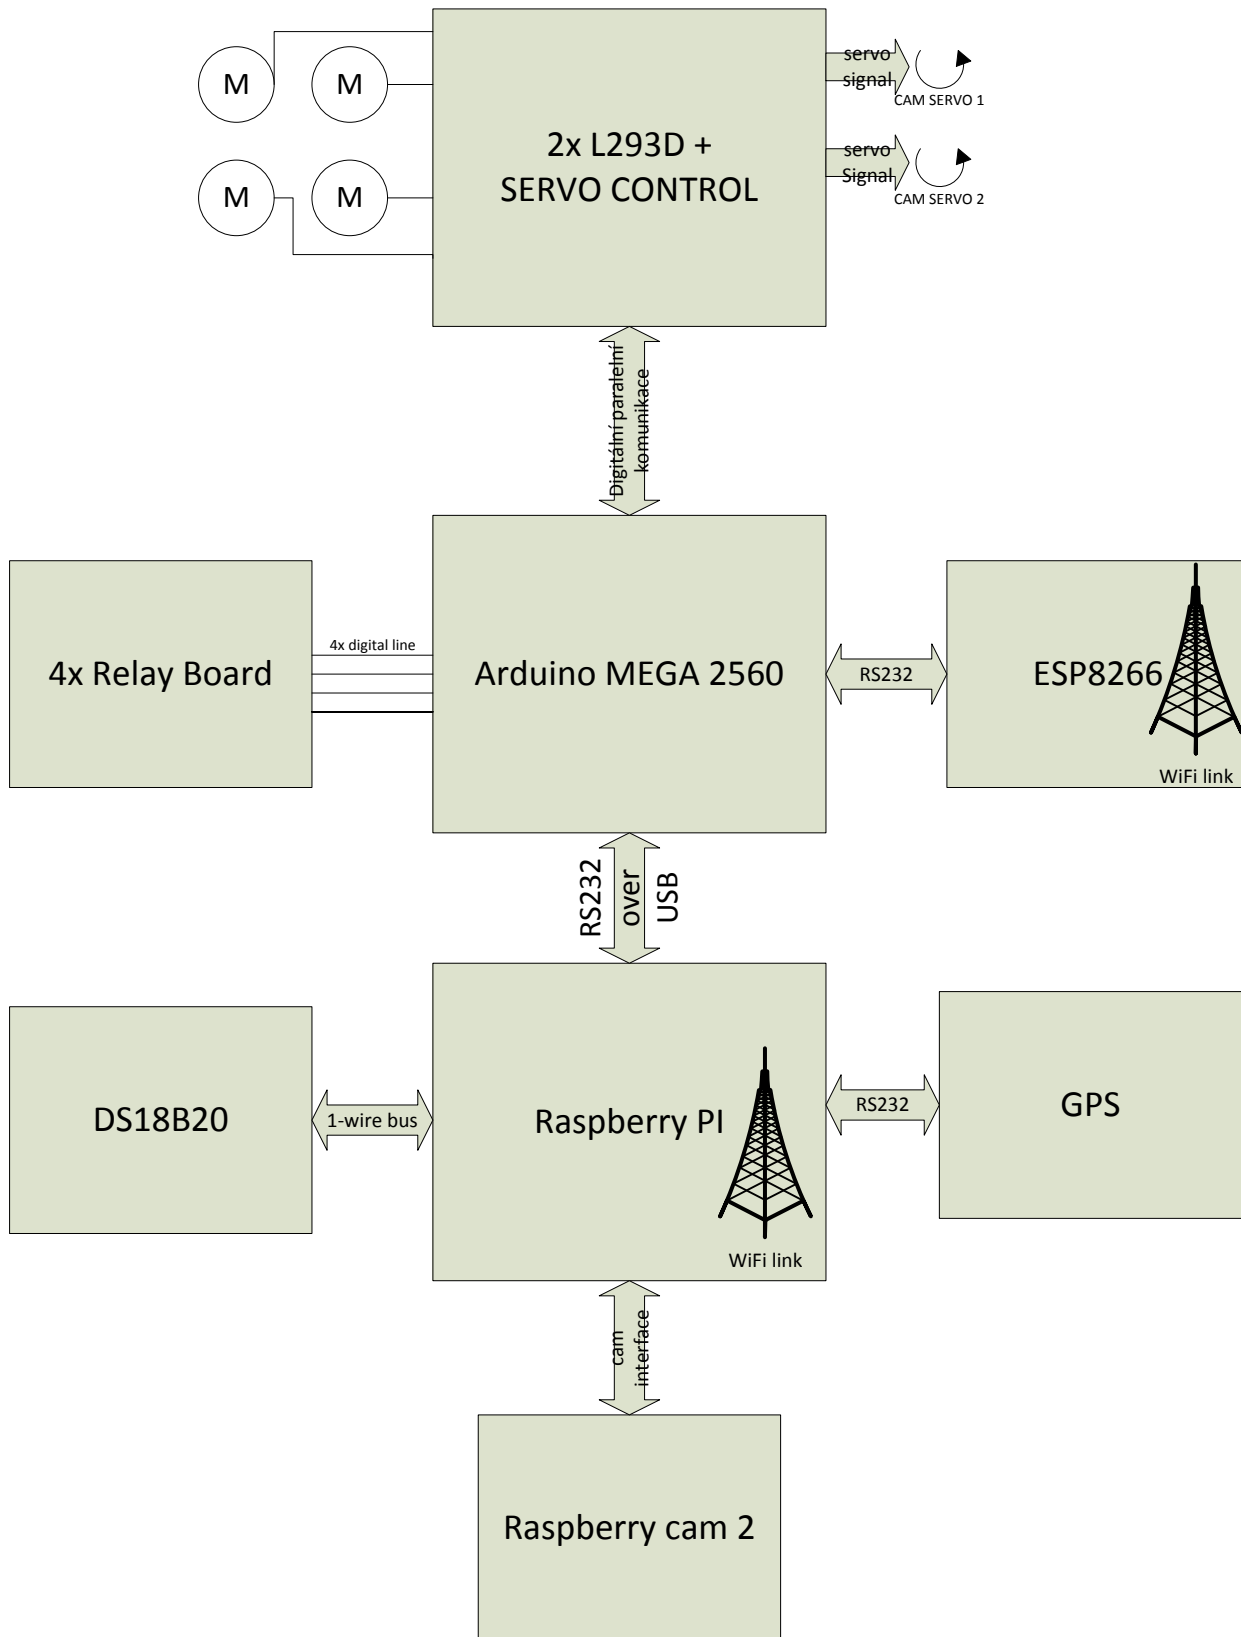 M
M
M
M
2x L293D +
SERVO CONTROL
servo
signal
CAM SERVO 1
servo
Signal
CAM SERVO 2
Digitální paralelní
komunikace
4x Relay Board
4x digital line
Arduino MEGA 2560
RS232
ESP8266
WiFi link
RS232
over
USB
DS18B20
1-wire bus
Raspberry PI
WiFi link
RS232
GPS
cam
interface
Raspberry cam 2